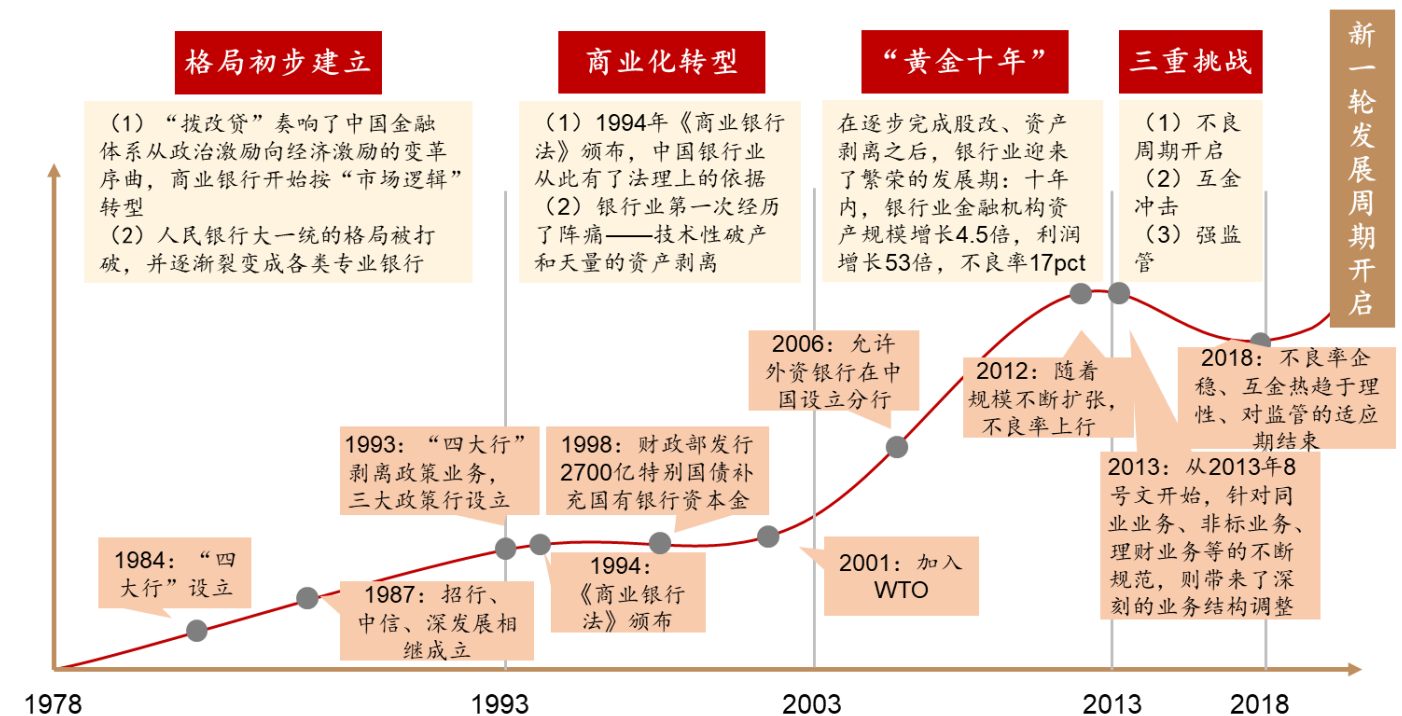 格局初步建立
（1）“拨改贷”奏响了中国金融
体系从政治激励向经济激励的变革
序曲，商业银行开始按“市场逻辑”
转型
（2）人民银行大一统的格局被打
破，并逐渐裂变成各类专业银行
商业化转型
（1）1994年《商业银行
法》颁布，中国银行业
从此有了法理上的依据
（2）银行业第一次经历
了阵痛——技术性破产
和天量的资产剥离
“黄金十年”
在逐步完成股改、资产
剥离之后，银行业迎来
了繁荣的发展期：十年
内，银行业金融机构资
产规模增长4.5倍，利润
增长53倍，不良率17pct
三重挑战
（1）不良
周期开启
（2）互金
冲击
（3）强监
管
新一轮发展周期开启
1984：“四
大行”设立
1987：招行、
中信、深发展相
继成立
1993：“四大行”
剥离政策业务，
三大政策行设立
1994：
《商业银行
法》颁布
1998：财政部发行
2700亿特别国债补
充国有银行资本金
2001：加入
WTO
2006：允许
外资银行在中
国设立分行
2012：随着
规模不断扩张，
不良率上行
2013：从2013年8
号文开始，针对同
业业务、非标业务、
理财业务等的不断
规范，则带来了深
刻的业务结构调整
2018：不良率企
稳、互金热趋于理
性、对监管的适应
期结束
1978
1993
2003
2013
2018